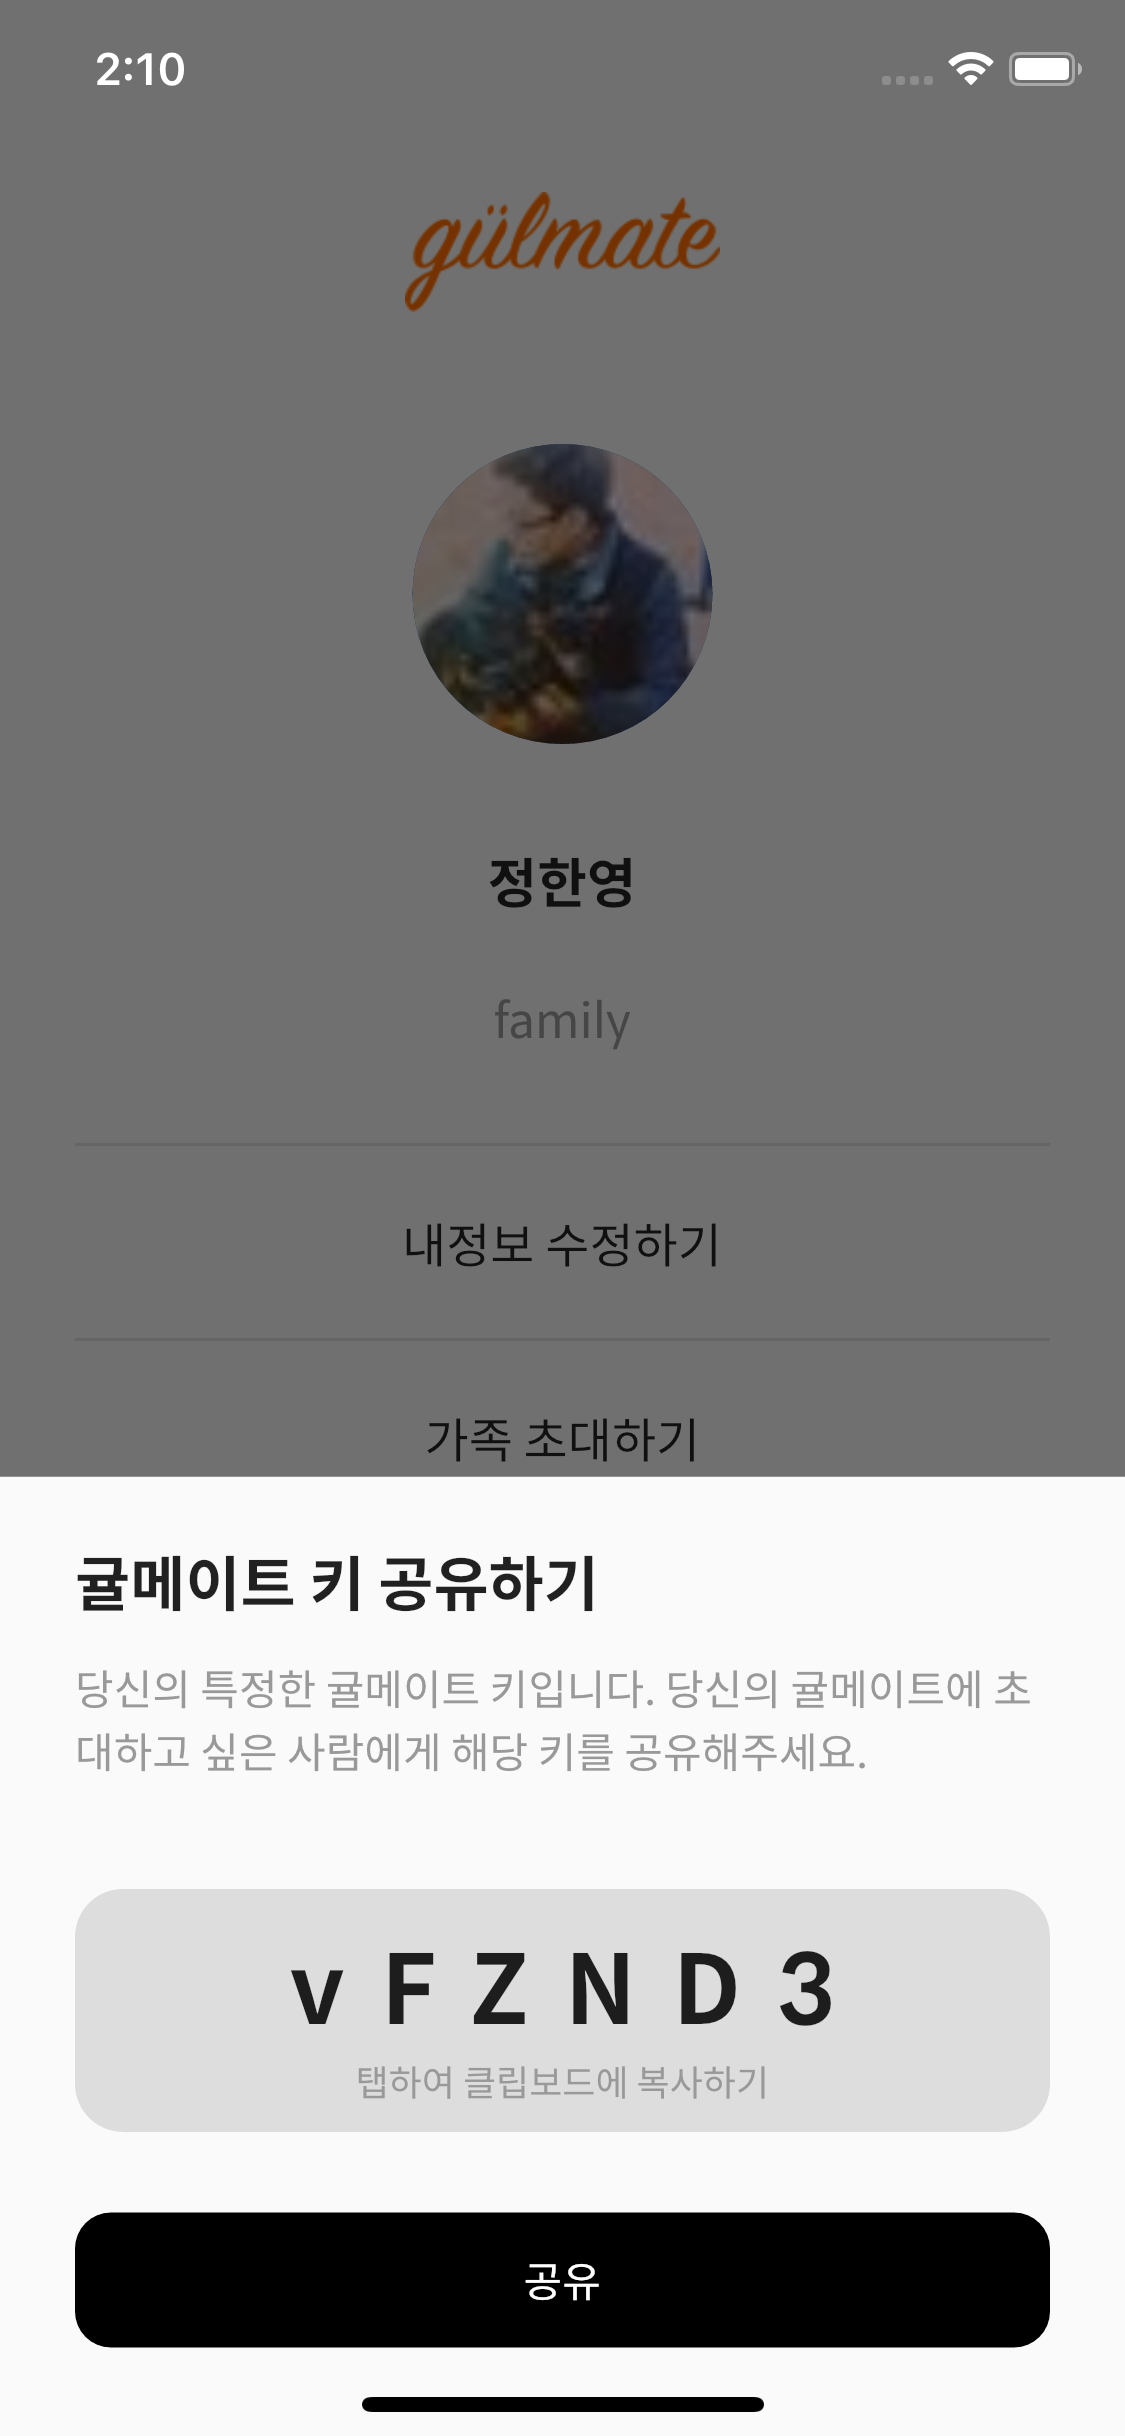 2:10
gülmate
정한영
family
내정보 수정하기
가족 초대하기
귤메이트 키 공유하기
당신의 특정한 귤메이트 키입니다. 당신의 귤메이트에 초
대하고 싶은 사람에게 해당 키를 공유해주세요.
v F Z N D 3
탭하여 클립보드에 복사하기
공유